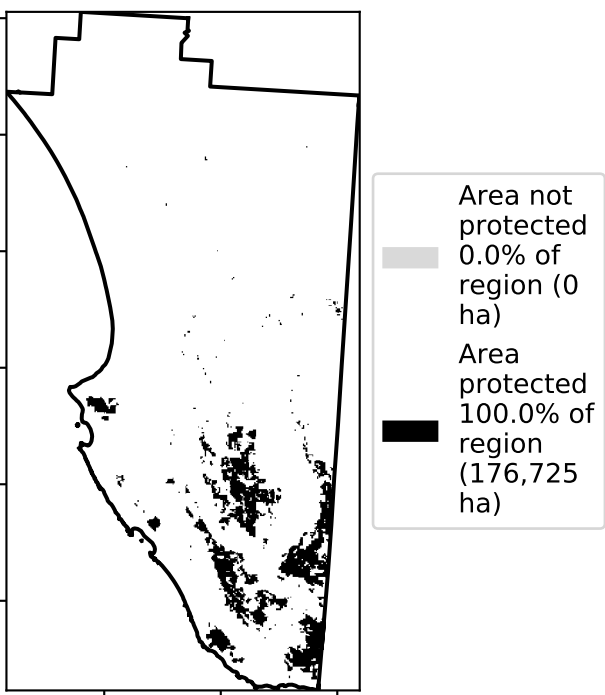 Area not
protected
0.0% of
region (0
ha)
Area
protected
100.0% of
region
(176,725
ha)